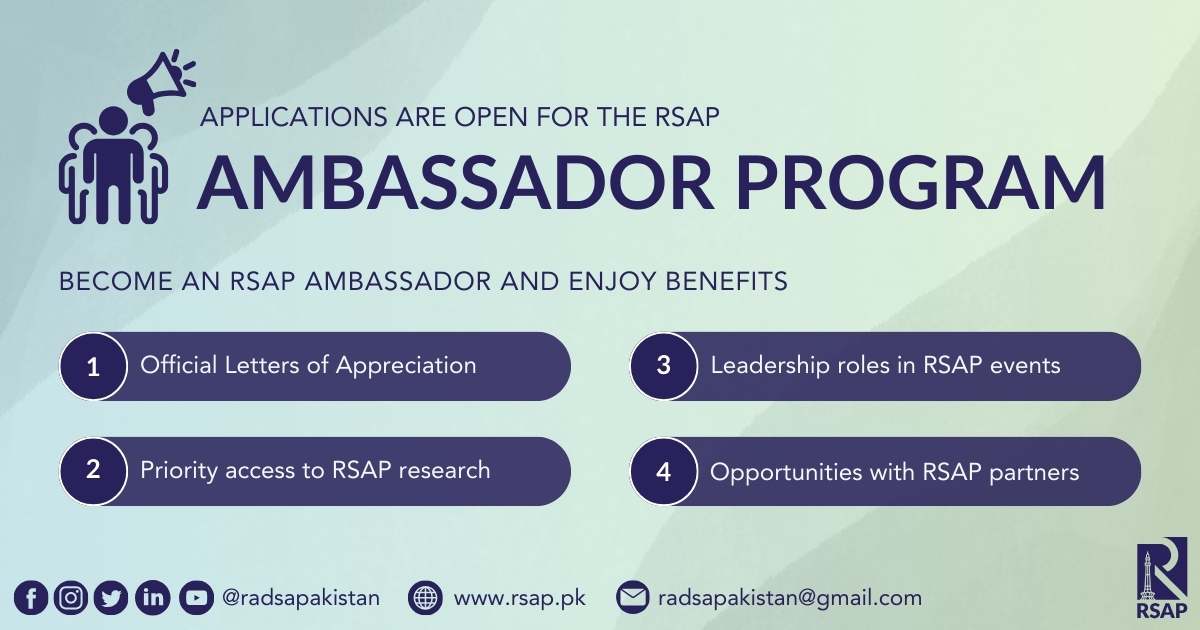 APPLICATIONS ARE OPEN FOR THE RSAP
AMBASSADOR PROGRAM
BECOME AN RSAP AMBASSADOR AND ENJOY BENEFITS
1 Official Letters of Appreciation
2 Priority access to RSAP research
3 Leadership roles in RSAP events
4 Opportunities with RSAP partners
@radsapakistan www.rsap.pk radsapakistan@gmail.com
RSAP